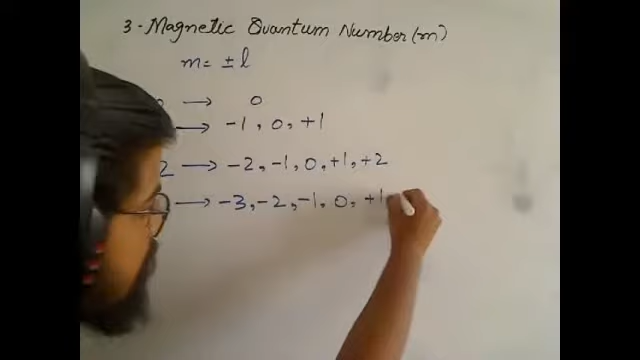 3- Magnetic Quantum Number (m)
m = ± l
→ 0
→ -1, 0, +1
2 → -2, -1, 0, +1, +2
→ -3, -2, -1, 0, +1